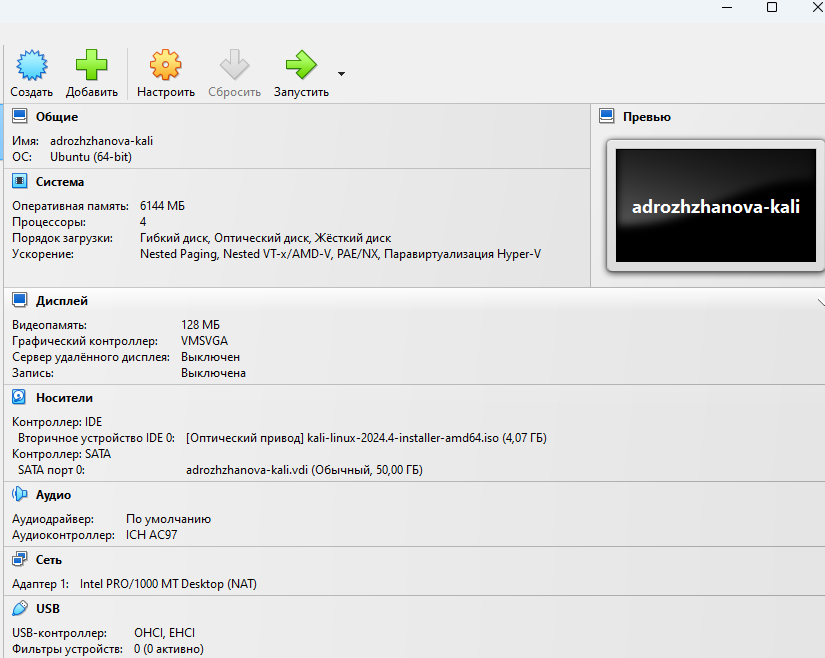 Создать Добавить Настроить Сбросить Запустить
Общие
Имя: adrozhzhanova-kali
ОС: Ubuntu (64-bit)
Превью
adrozhzhanova-kali
Система
Оперативная память: 6144 МБ
Процессоры: 4
Порядок загрузки: Гибкий диск, Оптический диск, Жёсткий диск
Ускорение: Nested Paging, Nested VT-x/AMD-V, PAE/NX, Паравиртуализация Hyper-V
Дисплей
Видеопамять: 128 МБ
Графический контроллер: VMSVGA
Сервер удалённого дисплея: Выключен
Запись: Выключена
Носители
Контроллер: IDE
Вторичное устройство IDE 0: [Оптический привод] kali-linux-2024.4-installer-amd64.iso (4,07 ГБ)
Контроллер: SATA
SATA порт 0: adrozhzhanova-kali.vdi (Обычный, 50,00 ГБ)
Аудио
Аудиодрайвер: По умолчанию
Аудиоконтроллер: ICH AC97
Сеть
Адаптер 1: Intel PRO/1000 MT Desktop (NAT)
USB
USB-контроллер: OHCI, EHCI
Фильтры устройств: 0 (0 активно)